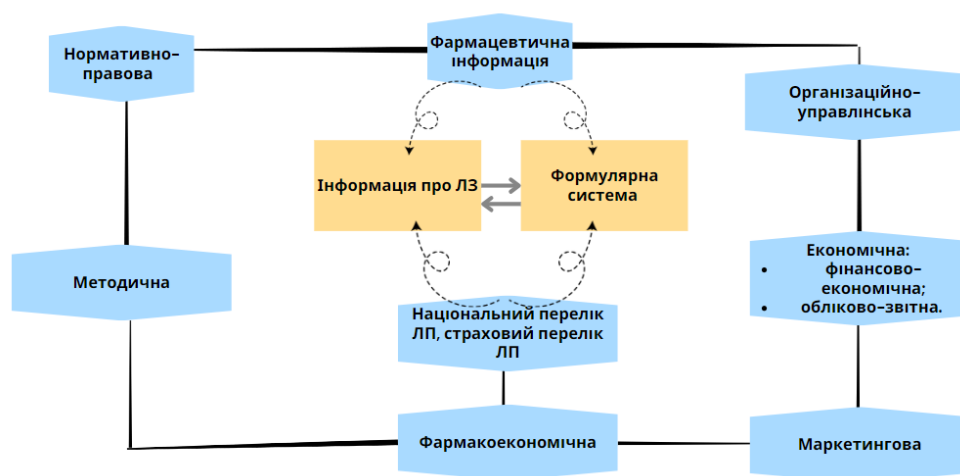 Нормативно-
правова
Фармацевтична
інформація
Організаційно-
управлінська
Інформація про ЛЗ
Формулярна
система
Методична
Економічна:
• фінансово-
економічна;
• обліково-звітна.
Національний перелік
ЛП, страховий перелік
ЛП
Фармакоекономічна
Маркетингова